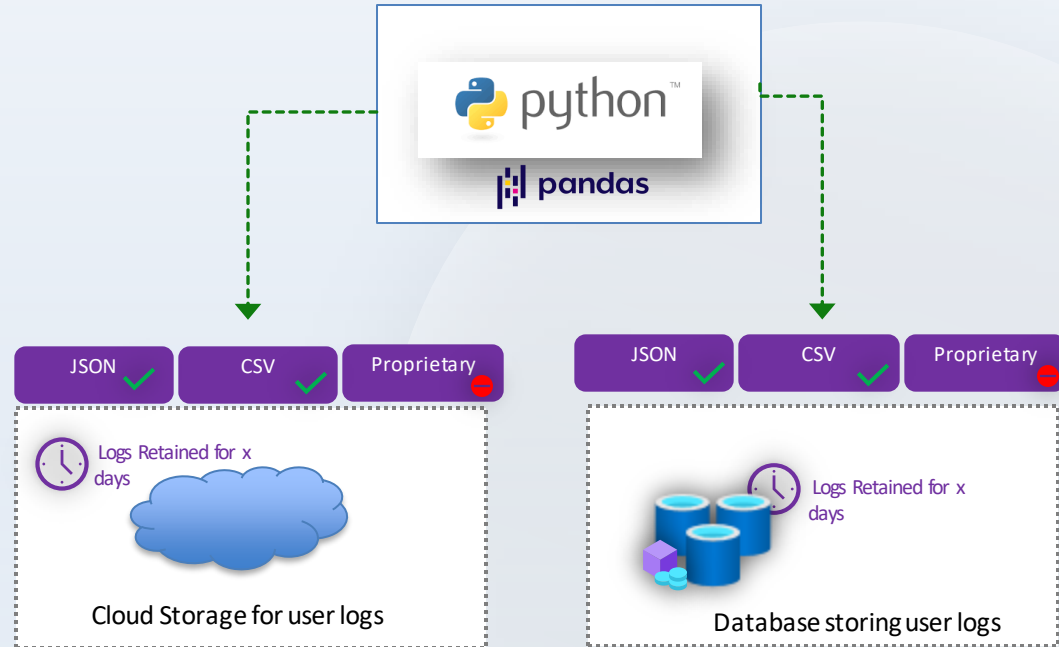 python™
pandas
JSON
CSV
Proprietary
Logs Retained for x
days
Cloud Storage for user logs
JSON
CSV
Proprietary
Logs Retained for x
days
Database storing user logs